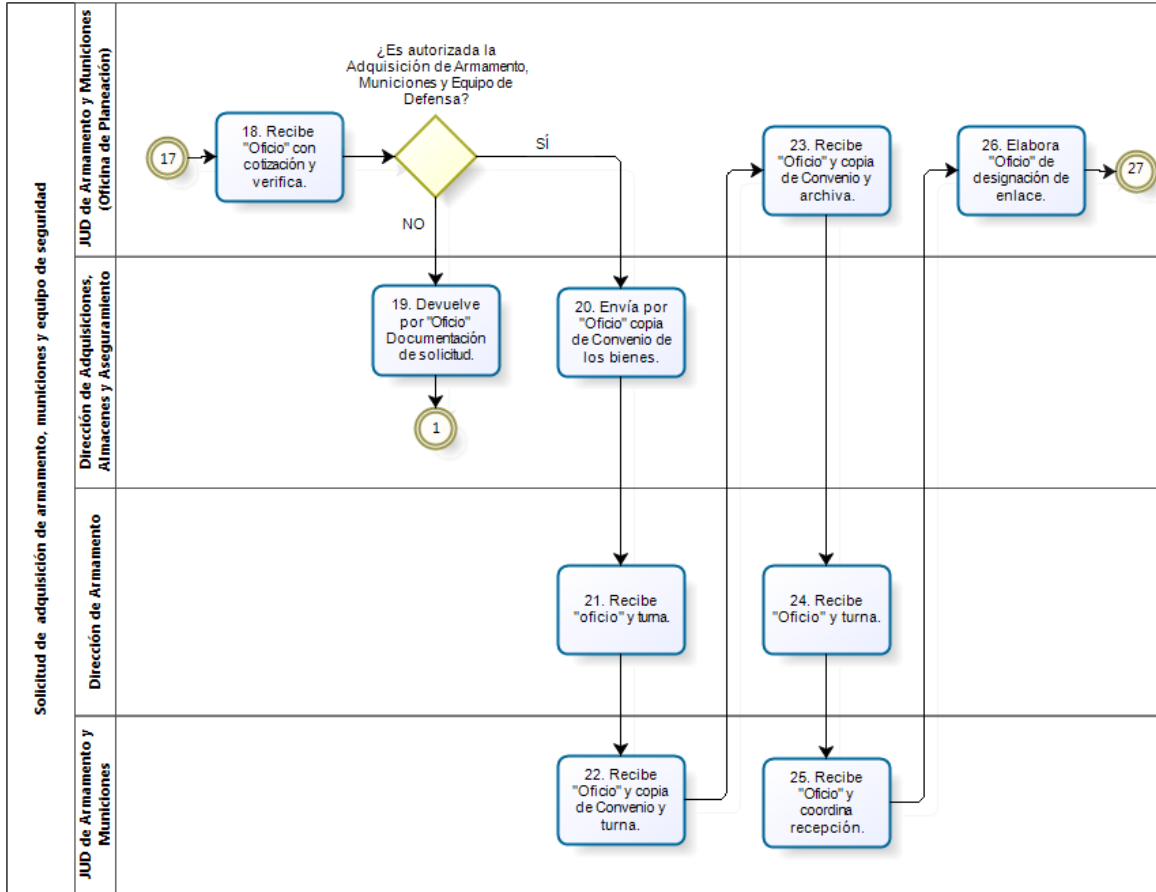 Solicitud de adquisición de armamento, municiones y equipo de seguridad
JUD de Armamento y Municiones
(Oficina de Planeación)
17
18. Recibe
"Oficio" con
cotización y
verifica.
¿Es autorizada la
Adquisición de Armamento,
Municiones y Equipo de
Defensa?
SÍ
NO
23. Recibe
"Oficio" y copia
de Convenio y
archiva.
26. Elabora
"Oficio" de
designación de
enlace.
27
Dirección de Adquisiciones,
Almacenes y Aseguramiento
19. Devuelve
por "Oficio"
Documentación
de solicitud.
1
20. Envía por
"Oficio" copia
de Convenio de
los bienes.
Dirección de Armamento
21. Recibe
"oficio" y turna.
24. Recibe
"Oficio" y turna.
JUD de Armamento y
Municiones
22. Recibe
"Oficio" y copia
de Convenio y
turna.
25. Recibe
"Oficio" y
coordina
recepción.